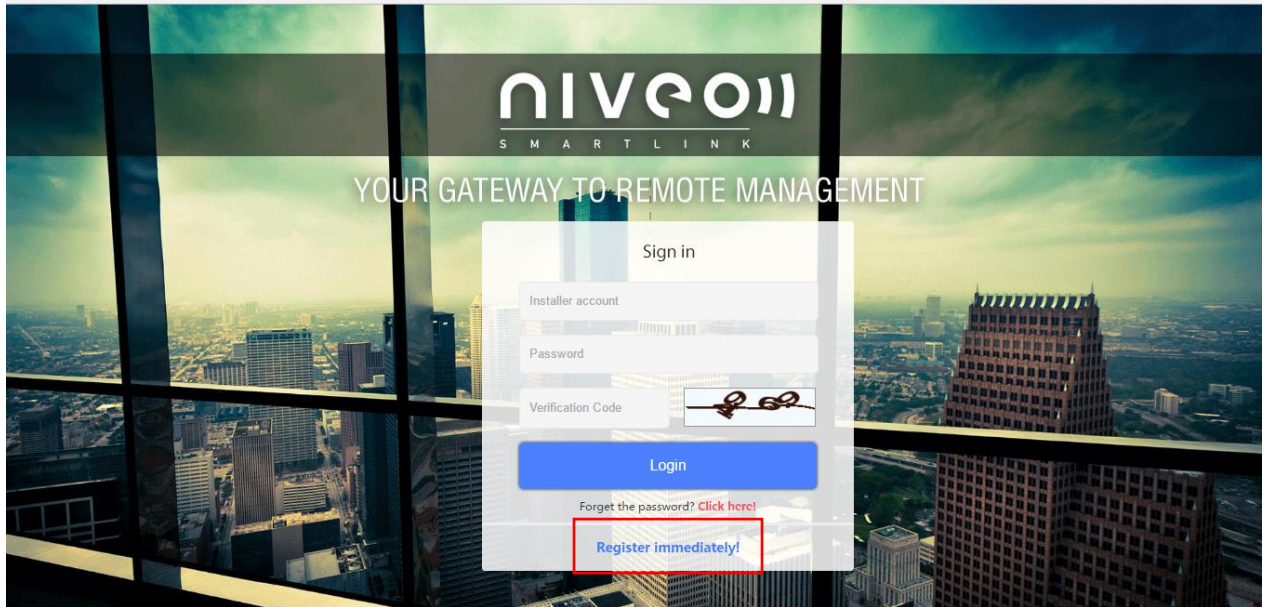 niveo
SMARTLINK
YOUR GATEWAY TO REMOTE MANAGEMENT
Sign in
Installer account
Password
Verification Code
Login
Forget the password? Click here!
Register immediately!